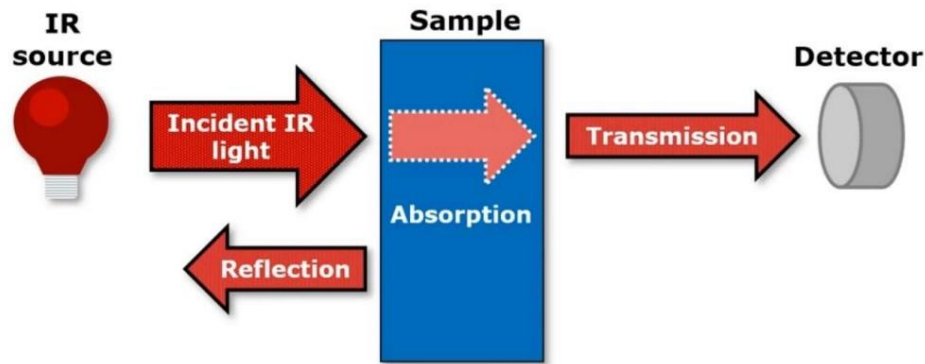 IR
source
Sample
Detector
Incident IR
light
Transmission
Absorption
Reflection